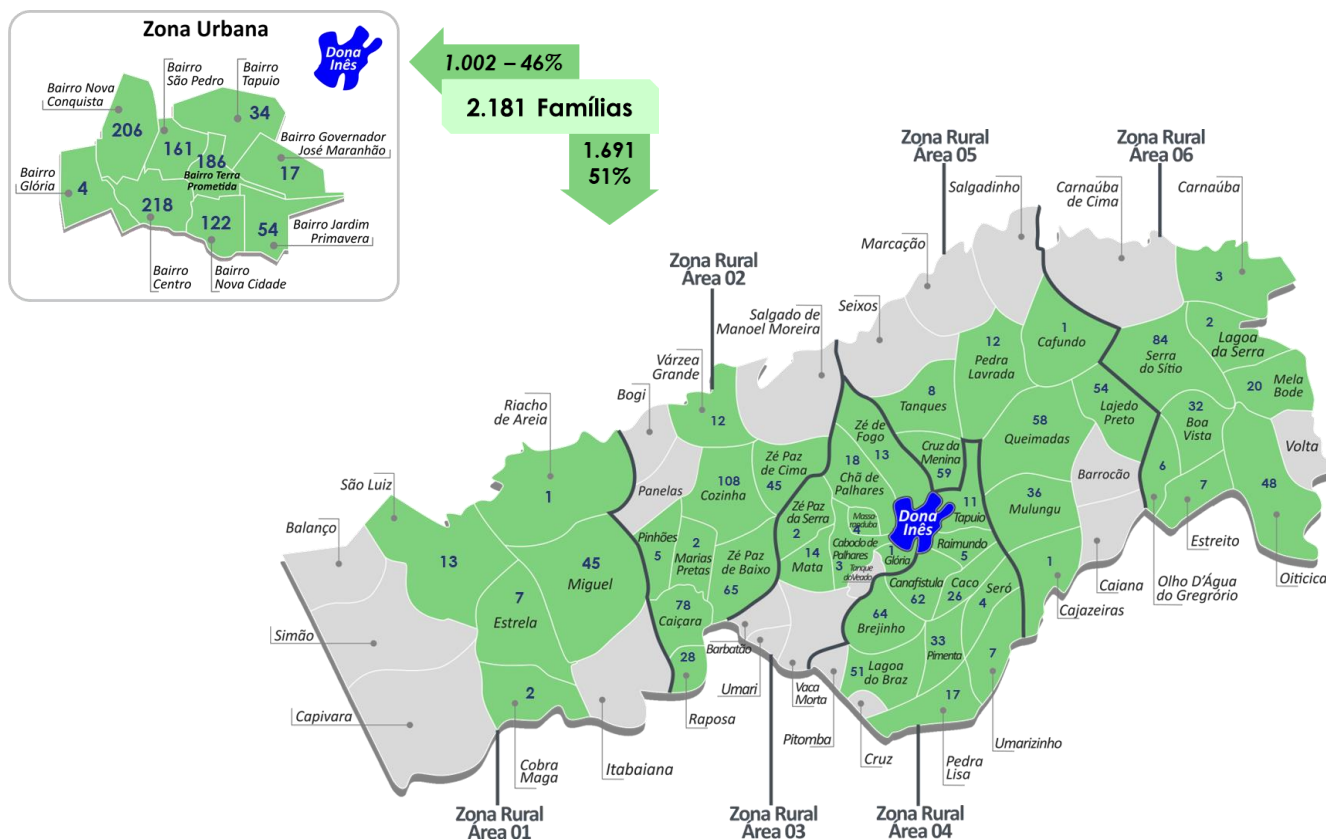 Zona Urbana
Dona
Inês
Bairro
São Pedro
Bairro
Tapuio
Bairro Nova
Conquista
34
206
161
186
Bairro Terra
Prometida
Bairro Governador
José Maranhão
17
Bairro
Glória
4
218
122
54
Bairro Jardim
Primavera
Bairro
Centro
Bairro
Nova Cidade
1.002 – 46%
2.181 Famílias
1.691
51%
Zona Rural
Área 05
Zona Rural
Área 06
Salgadinho
Carnaúba
de Cima
Carnaúba
3
Marcação
Zona Rural
Área 02
Salgado de
Manoel Moreira
Seixos
1
Cafundo
2
Lagoa
da Serra
84
Serra
do Sítio
12
Pedra
Lavrada
Várzea
Grande
12
Bogi
Riacho
de Areia
1
8
Tanques
54
Lajedo
Preto
20
Mela
Bode
32
Boa
Vista
58
Queimadas
Volta
Zé de
Fogo
13
Cruz da
Menina
59
18
Chã de
Palhares
Zé Paz
de Cima
45
108
Cozinha
Panelas
Barrocão
6
7
48
São Luiz
13
Balanço
36
Mulungu
11
Tapuio
Dona
Inês
Massa-
randuba
4
Zé Paz
da Serra
2
14
Mata
Cabodo de
Palhares
3
Tanque
do Veado
1
Glória
Raimundo
5
Pinhões
5
2
Marias
Pretas
Zé Paz
de Baixo
65
45
Miguel
7
Estrela
Canafístula
62
Caco
26
Seró
4
1
Cajazeiras
Caiana
Olho D’Água
do Gregrório
Estreito
Oiticica
78
Caiçara
64
Brejinho
33
Pimenta
7
Simão
Barbatão
28
Raposa
Umari
Vaca
Morta
Pitomba
51
Lagoa
do Braz
17
Umarizinho
2
Capivara
Cobra
Maga
Itabaiana
Cruz
Pedra
Lisa
Zona Rural
Área 01
Zona Rural
Área 03
Zona Rural
Área 04